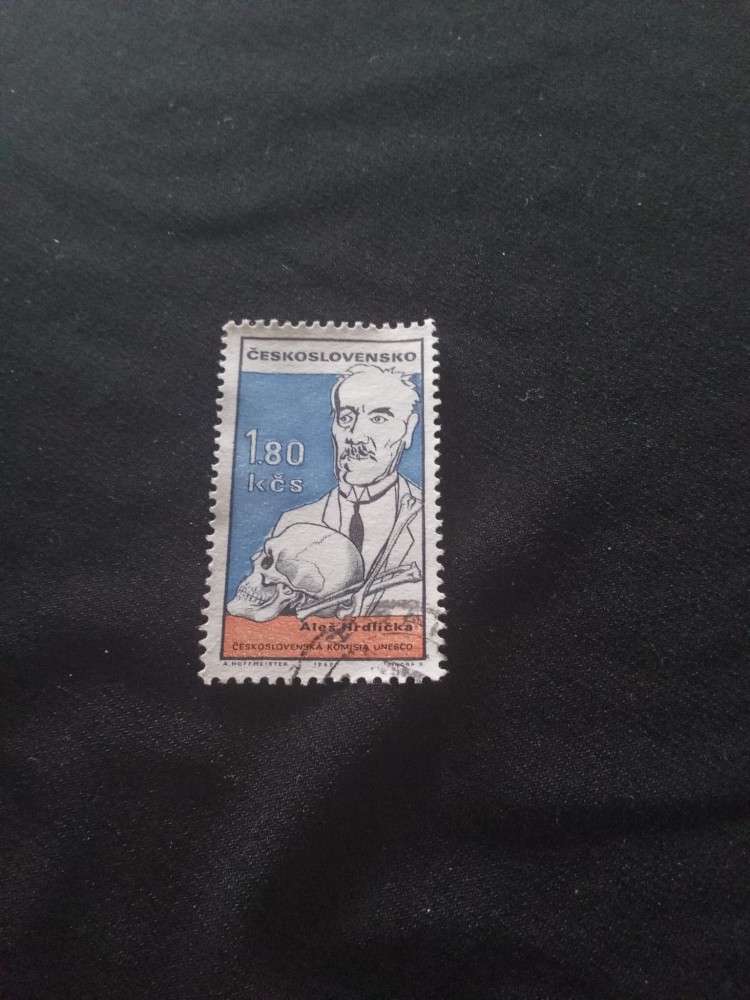 ČESKOSLOVENSKO
1.80
kčs
Aleš Hrdlička
ČESKOSLOVENSKÁ KOMISIA UNESCO
A. HOFFMEISTER